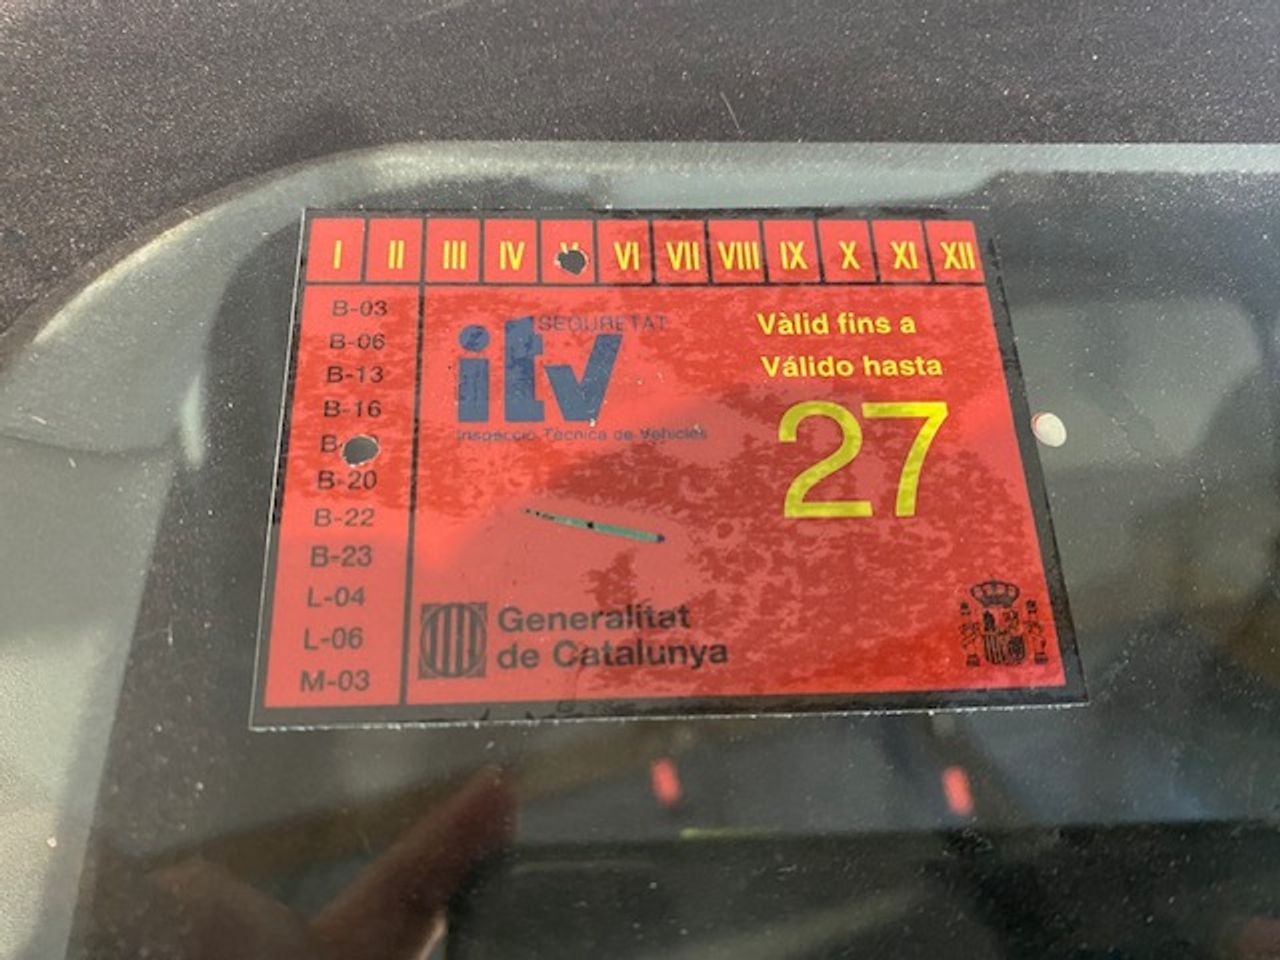 I II III IV V VI VII VIII IX X XI XII
B-03
B-06
B-13
B-16
B-20
B-22
B-23
L-04
L-06
M-03
SEGURETAT
itv
Inspecció Tècnica de Vehicles
Vàlid fins a
Válido hasta
27
Generalitat
de Catalunya